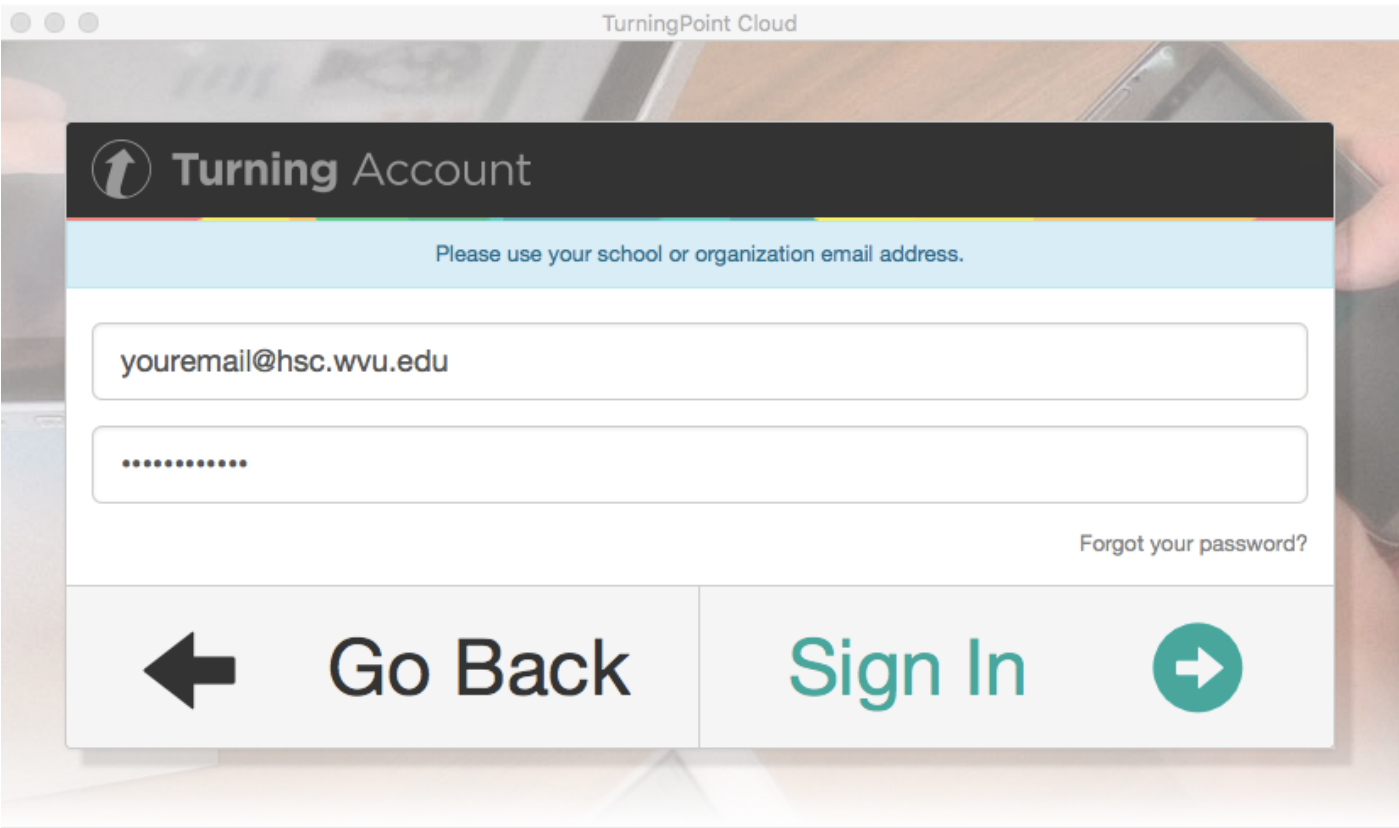 TurningPoint Cloud
Turning Account
Please use your school or organization email address.
youremail@hsc.wvu.edu
••••••••••••
Forgot your password?
Go Back
Sign In